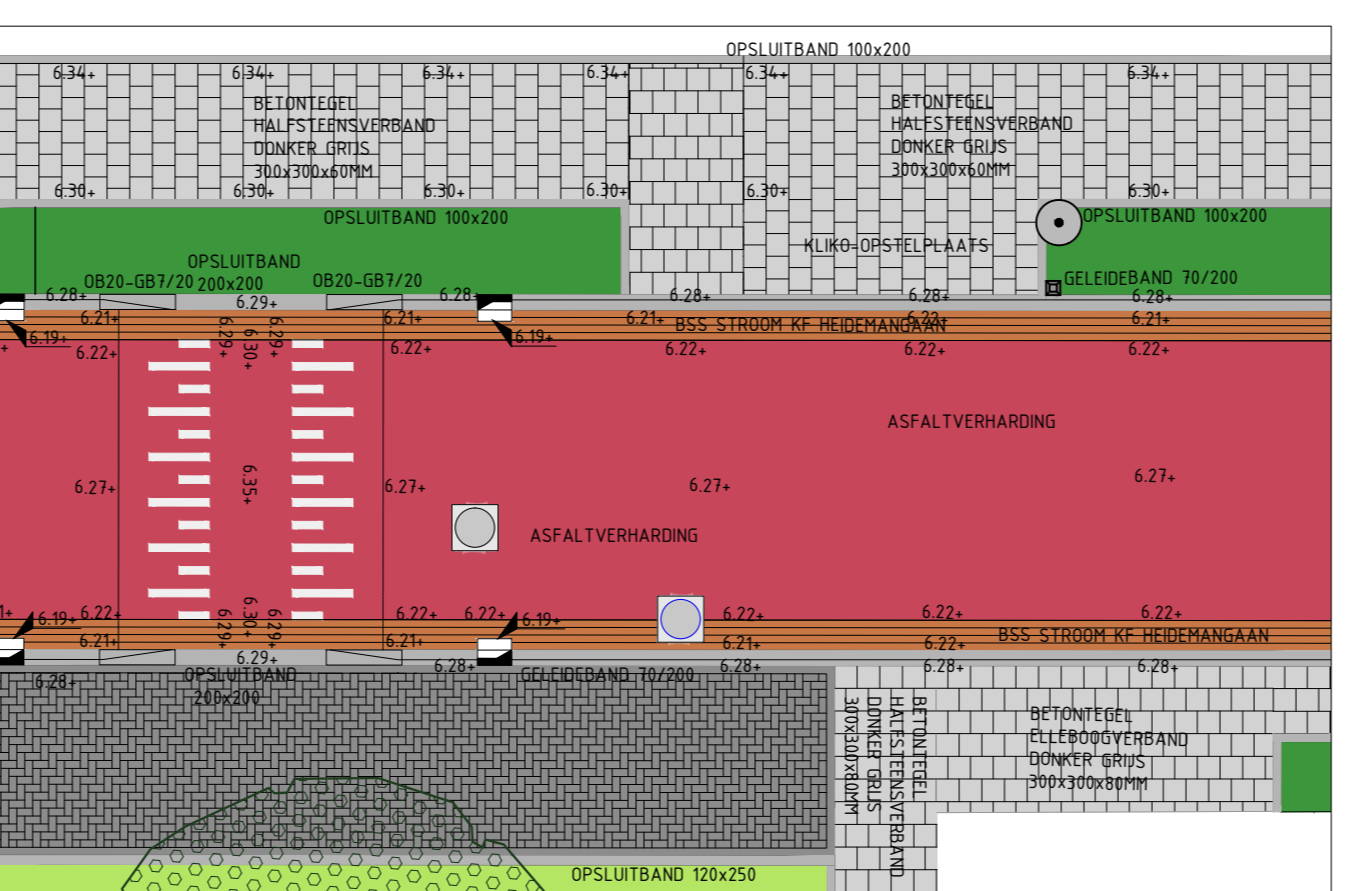 OPSLUITBAND 100x200
6.34+ 6.34+ 6.34+ 6.34+ 6.34+ 6.34+
BETONTEGEL
HALFSTEENSVERBAND
DONKER GRIJS
300x300x60MM
BETONTEGEL
HALFSTEENSVERBAND
DONKER GRIJS
300x300x60MM
6.30+ 6.30+ 6.30+ 6.30+ 6.30+ 6.30+
OPSLUITBAND 100x200
OPSLUITBAND 100x200
KLIKO-OPSTELPLAATS
OPSLUITBAND
200x200
OB20-GB7/20
OB20-GB7/20
GELEIDEBAND 70/200
6.28+ 6.29+ 6.28+ 6.28+ 6.28+ 6.28+
6.21+ 6.21+ 6.21+ BSS STROOM KF HEIDEMANGAAN 6.22+ 6.21+
6.19+ 6.19+
6.22+ 6.22+ 6.22+ 6.22+ 6.22+
6.29+
6.30+
6.29+
ASFALTVERHARDING
6.27+ 6.35+ 6.27+ 6.27+ 6.27+
ASFALTVERHARDING
6.29+
6.30+
6.29+
1+ 6.19+ 6.22+ 6.22+ 6.22+ 6.19+ 6.22+ 6.22+ 6.22+
6.21+ 6.21+ 6.21+ 6.22+ BSS STROOM KF HEIDEMANGAAN
6.29+ 6.28+ 6.28+ 6.28+ 6.28+
6.28+
OPSLUITBAND
200x200
GELEIDEBAND 70/200
BETONTEGEL
HALFSTEENSVERBAND
DONKER GRIJS
300x300x80MM
BETONTEGEL
ELLEBOOGVERBAND
DONKER GRIJS
300x300x80MM
OPSLUITBAND 120x250